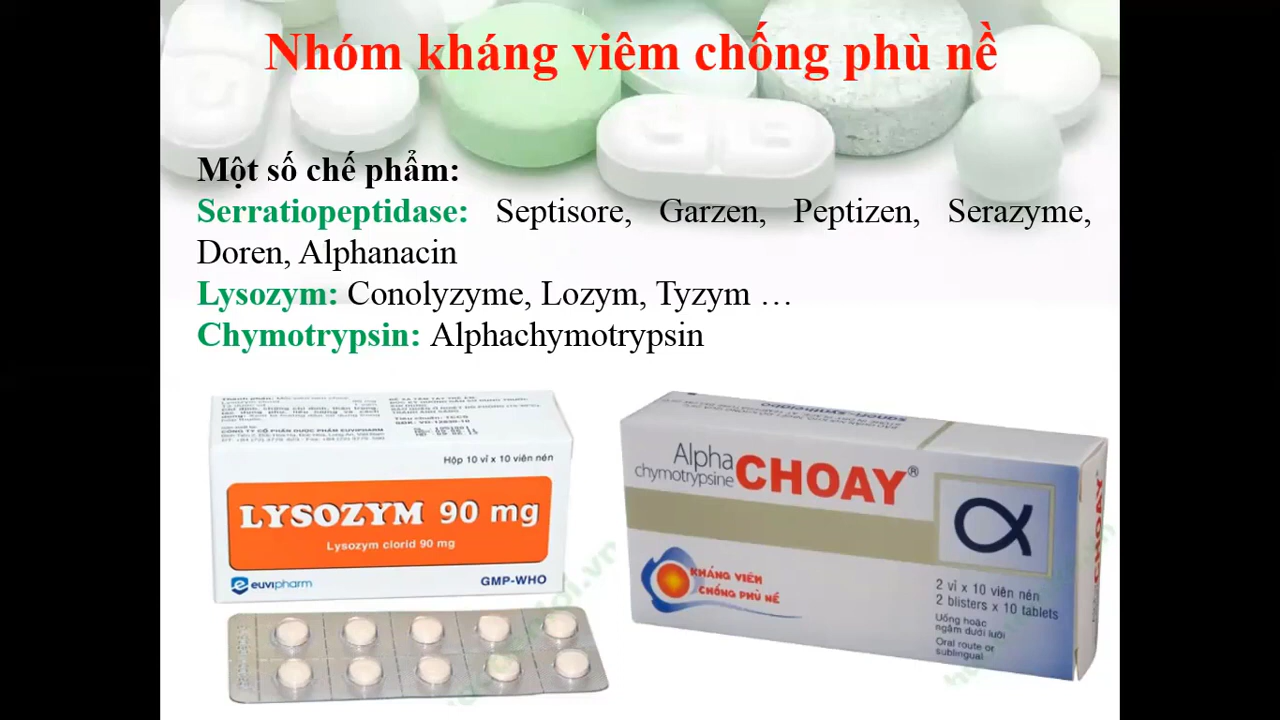 Nhóm kháng viêm chống phù nề
Một số chế phẩm:
Serratiopeptidase: Septisore, Garzen, Peptizen, Serazyme,
Doren, Alphanacin
Lysozym: Conolyzyme, Lozym, Tyzym …
Chymotrypsin: Alphachymotrypsin
Hộp 10 vỉ x 10 viên nén
LYSOZYM 90 mg
Lysozym clorid 90 mg
euvipharm
GMP-WHO
Alpha
chymotrypsine CHOAY®
KHÁNG VIÊM
CHỐNG PHÙ NỀ
2 vỉ x 10 viên nén
2 blisters x 10 tablets
Uống hoặc
ngậm dưới lưỡi
Oral route or
sublingual
CHOAY